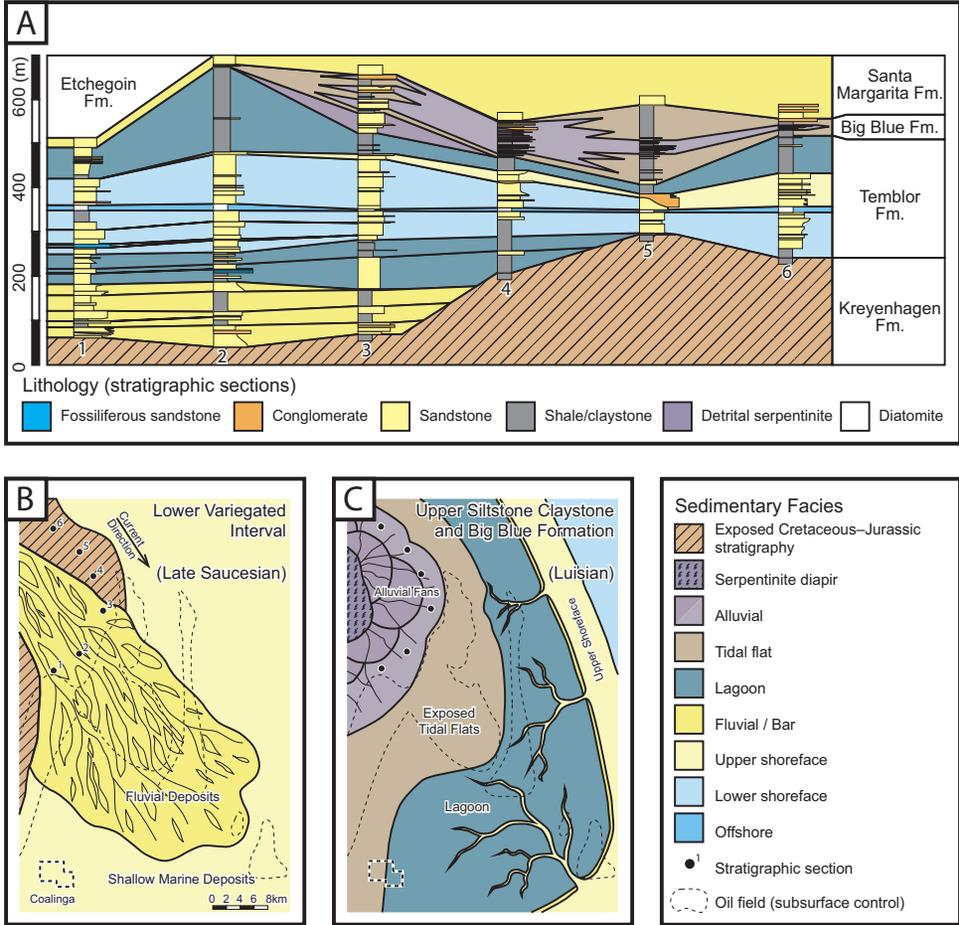 A
600 (m)
400
200
0
Etchegoin
Fm.
1
2
3
4
5
6
Santa
Margarita Fm.
Big Blue Fm.
Temblor
Fm.
Kreyenhagen
Fm.
Lithology (stratigraphic sections)
Fossiliferous sandstone
Conglomerate
Sandstone
Shale/claystone
Detrital serpentinite
Diatomite
B
Lower Variegated
Interval
(Late Saucesian)
Current
Direction
6
5
4
3
2
1
Fluvial Deposits
Shallow Marine Deposits
Coalinga
0 2 4 6 8km
C
Upper Siltstone Claystone
and Big Blue Formation
(Luisian)
Alluvial Fans
Upper Shoreface
Exposed
Tidal Flats
Lagoon
Sedimentary Facies
Exposed Cretaceous–Jurassic
stratigraphy
Serpentinite diapir
Alluvial
Tidal flat
Lagoon
Fluvial / Bar
Upper shoreface
Lower shoreface
Offshore
1
Stratigraphic section
Oil field (subsurface control)